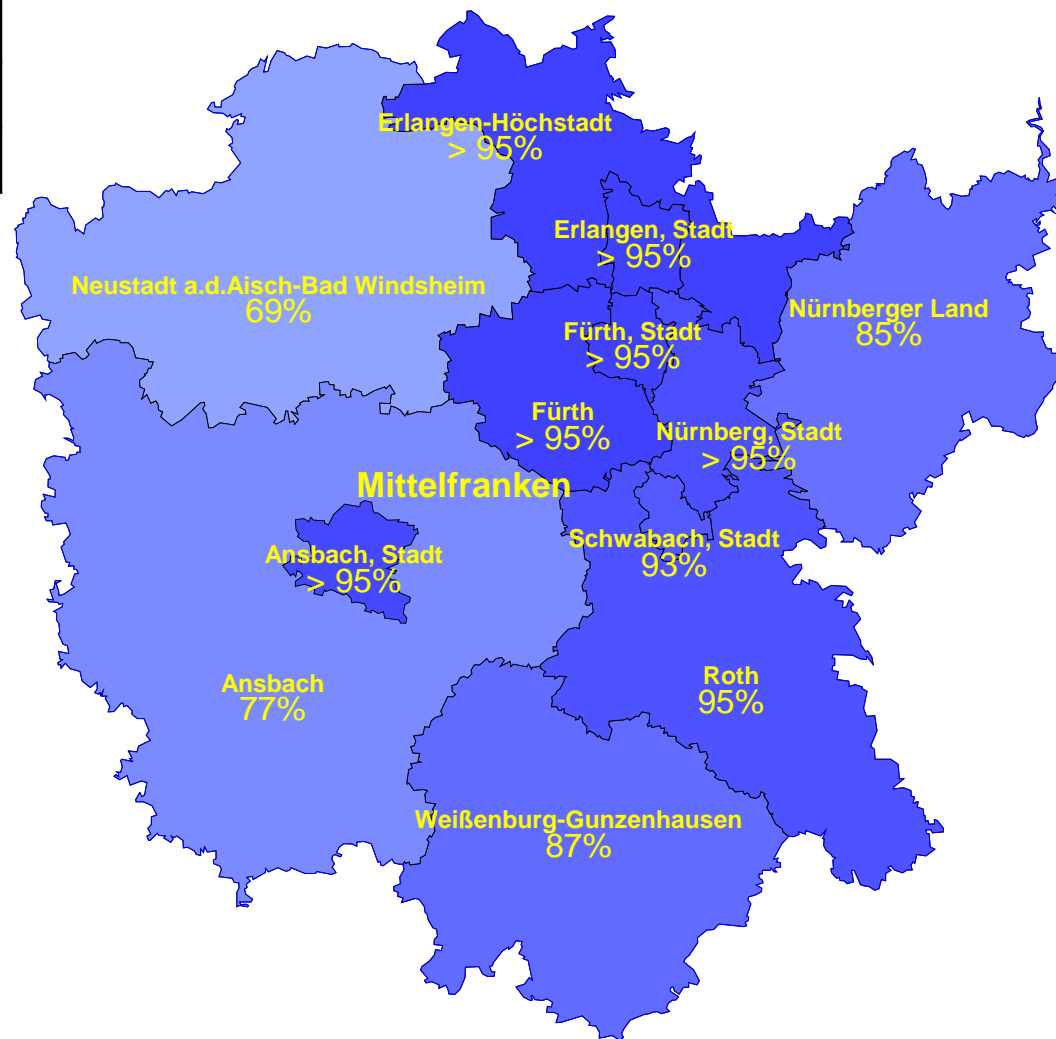 Erlangen-Höchstadt
> 95%
Erlangen, Stadt
> 95%
Neustadt a.d.Aisch-Bad Windsheim
69%
Nürnberger Land
85%
Fürth, Stadt
> 95%
Fürth
> 95%
Nürnberg, Stadt
> 95%
Mittelfranken
Ansbach, Stadt
> 95%
Schwabach, Stadt
93%
Ansbach
77%
Roth
95%
Weißenburg-Gunzenhausen
87%